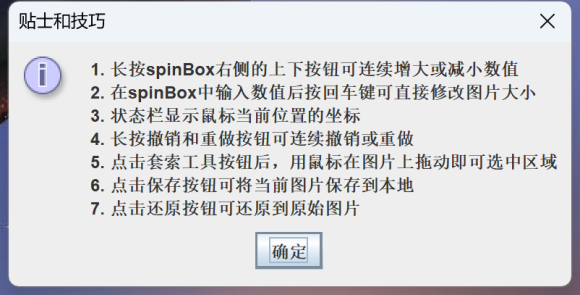 贴士和技巧
1. 长按spinBox右侧的上下按钮可连续增大或减小数值
2. 在spinBox中输入数值后按回车键可直接修改图片大小
3. 状态栏显示鼠标当前位置的坐标
4. 长按撤销和重做按钮可连续撤销或重做
5. 点击套索工具按钮后，用鼠标在图片上拖动即可选中区域
6. 点击保存按钮可将当前图片保存到本地
7. 点击还原按钮可还原到原始图片
确定